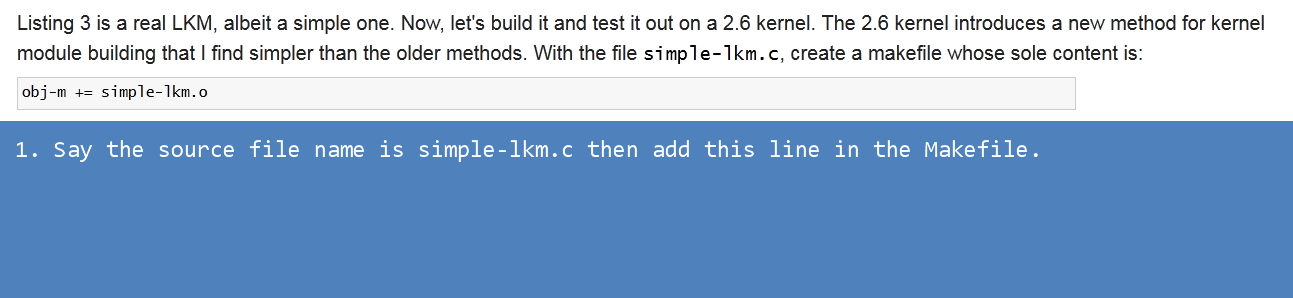 Listing 3 is a real LKM, albeit a simple one. Now, let's build it and test it out on a 2.6 kernel. The 2.6 kernel introduces a new method for kernel
module building that I find simpler than the older methods. With the file simple-lkm.c, create a makefile whose sole content is:
obj-m += simple-lkm.o
1. Say the source file name is simple-lkm.c then add this line in the Makefile.